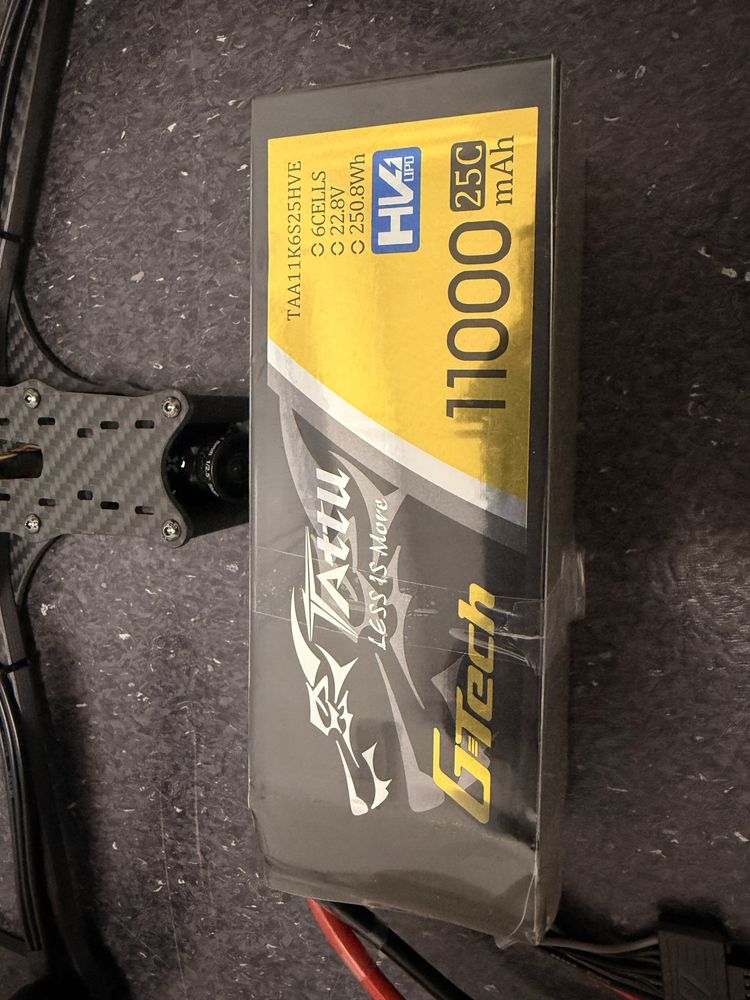 Tattu
LESS IS More
G-Tech
TAA11K6S25HVE
6CELLS
22.8V
250.8Wh
HV LIPO
11000 25C
mAh